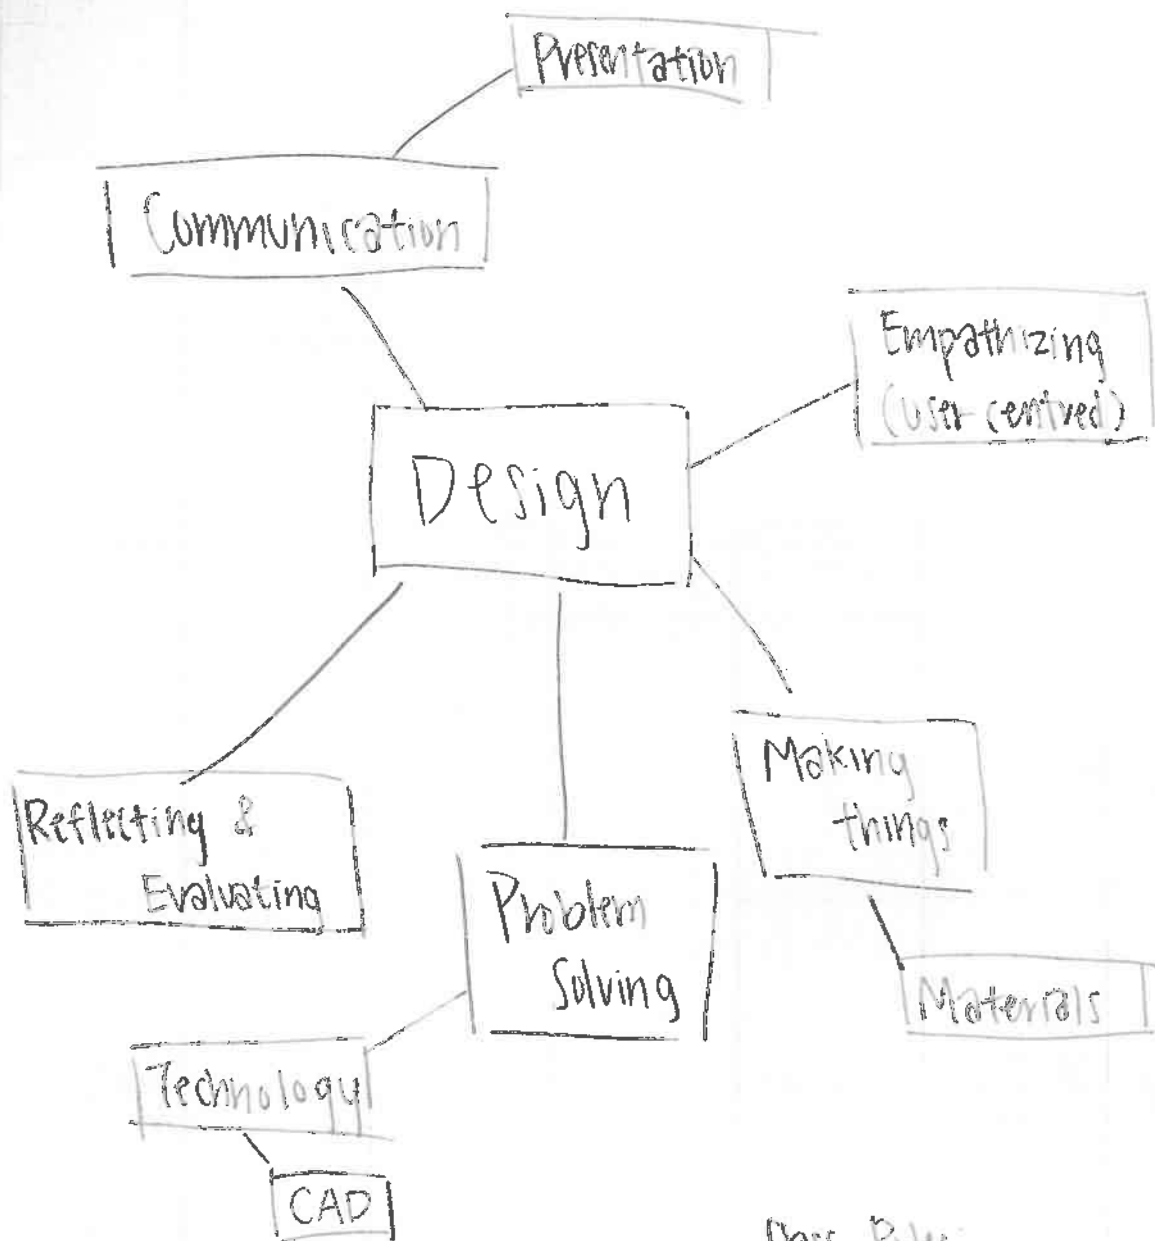 Presentation
Communication
Empathizing
(user centred)
Design
Making
things
Reflecting &
Evaluating
Problem
Solving
Materials
Technology
CAD